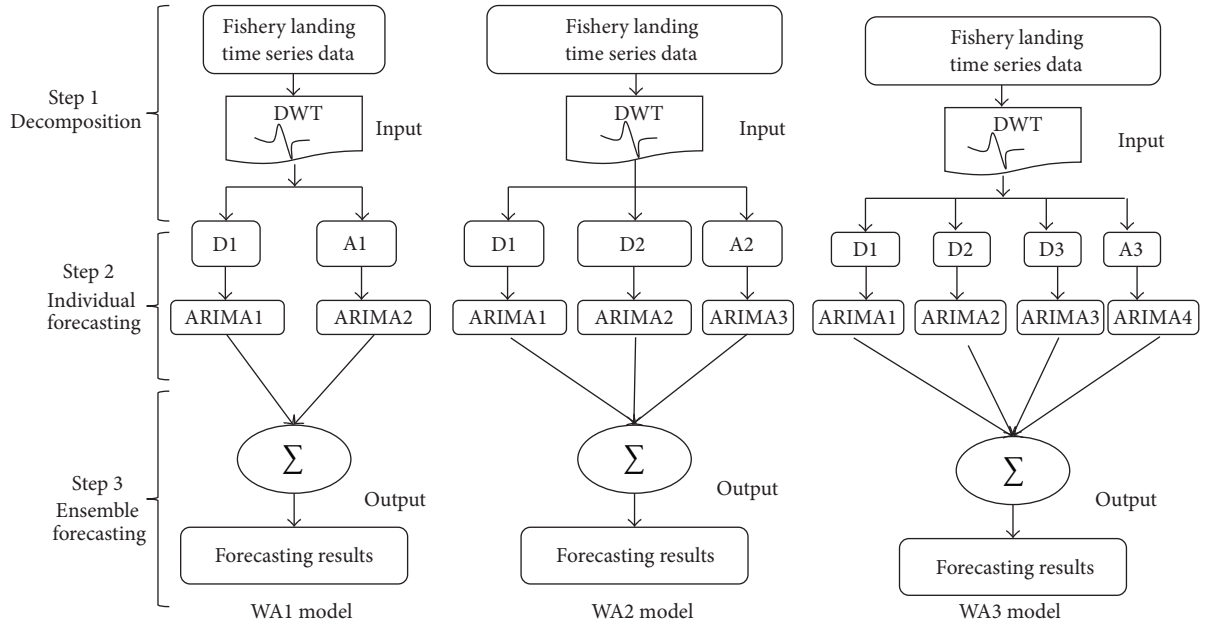 Step 1
Decomposition
Step 2
Individual
forecasting
Step 3
Ensemble
forecasting
Fishery landing
time series data
DWT
Input
D1
A1
ARIMA1
ARIMA2
∑
Output
Forecasting results
WA1 model
Fishery landing
time series data
DWT
Input
D1
D2
A2
ARIMA1
ARIMA2
ARIMA3
∑
Output
Forecasting results
WA2 model
Fishery landing
time series data
DWT
Input
D1
D2
D3
A3
ARIMA1
ARIMA2
ARIMA3
ARIMA4
∑
Output
Forecasting results
WA3 model